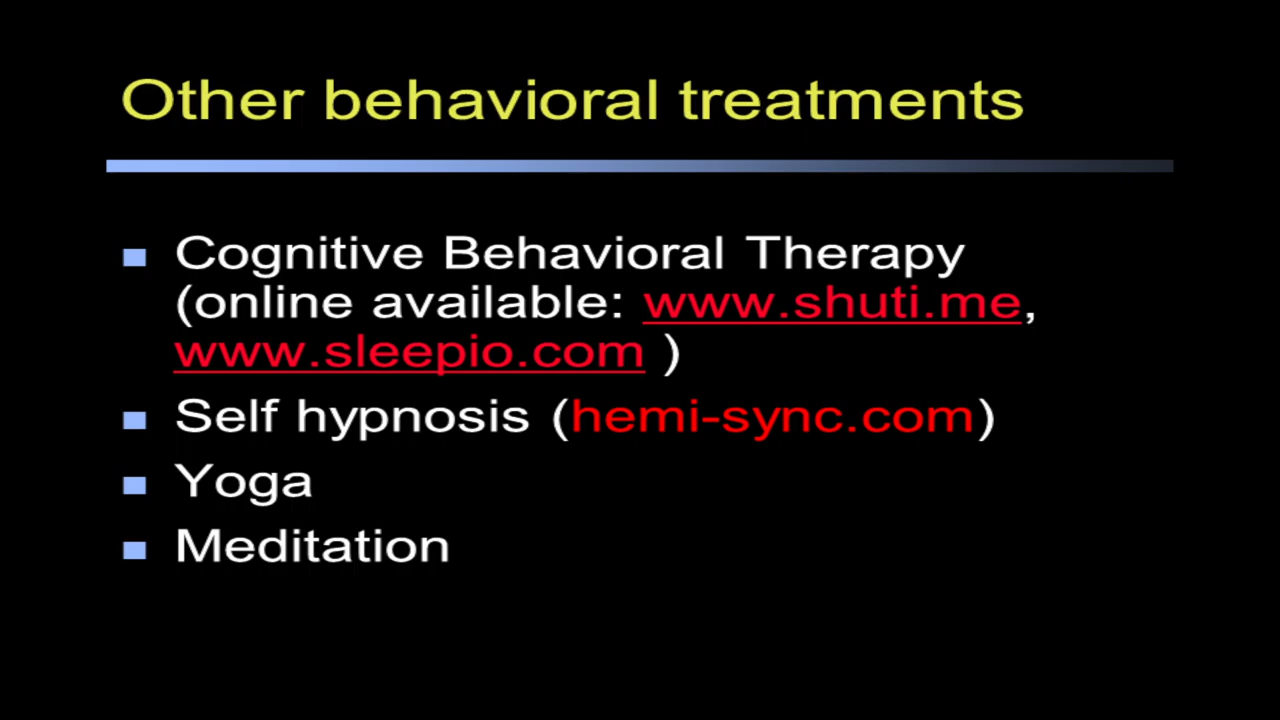 Other behavioral treatments
Cognitive Behavioral Therapy
(online available: www.shuti.me,
www.sleepio.com )
Self hypnosis (hemi-sync.com)
Yoga
Meditation